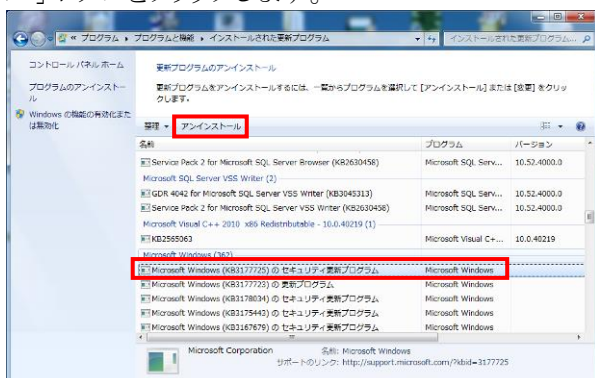 をクリックします。
プログラム ▸ プログラムと機能 ▸ インストールされた更新プログラム
インストールされた更新プログラム...
コントロール パネル ホーム
プログラムのアンインストール
Windows の機能の有効化または無効化
更新プログラムのアンインストール
更新プログラムをアンインストールするには、一覧からプログラムを選択して [アンインストール] または [変更] をクリックします。
整理 ▾ アンインストール
名前 プログラム バージョン
Service Pack 2 for Microsoft SQL Server Browser (KB2630458) Microsoft SQL Serv... 10.52.4000.0
Microsoft SQL Server VSS Writer (2)
GDR 4042 for Microsoft SQL Server VSS Writer (KB3045313) Microsoft SQL Serv... 10.52.4000.0
Service Pack 2 for Microsoft SQL Server VSS Writer (KB2630458) Microsoft SQL Serv... 10.52.4000.0
Microsoft Visual C++ 2010 x86 Redistributable - 10.0.40219 (1)
KB2565063 Microsoft Visual C+... 10.0.40219
Microsoft Windows (362)
Microsoft Windows (KB3177725) の セキュリティ更新プログラム Microsoft Windows
Microsoft Windows (KB3177723) の 更新プログラム Microsoft Windows
Microsoft Windows (KB3178034) の セキュリティ更新プログラム Microsoft Windows
Microsoft Windows (KB3175443) の セキュリティ更新プログラム Microsoft Windows
Microsoft Windows (KB3167679) の セキュリティ更新プログラム Microsoft Windows
Microsoft Corporation 名前: Microsoft Windows
サポートのリンク: http://support.microsoft.com/?kbid=3177725